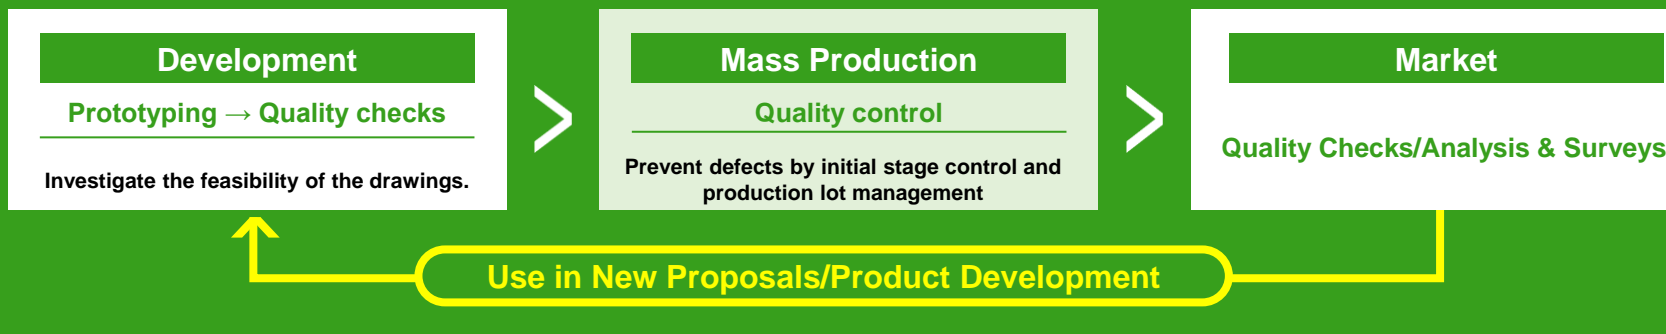 Development
Prototyping → Quality checks
Investigate the feasibility of the drawings.
Mass Production
Quality control
Prevent defects by initial stage control and
production lot management
Market
Quality Checks/Analysis & Surveys
Use in New Proposals/Product Development